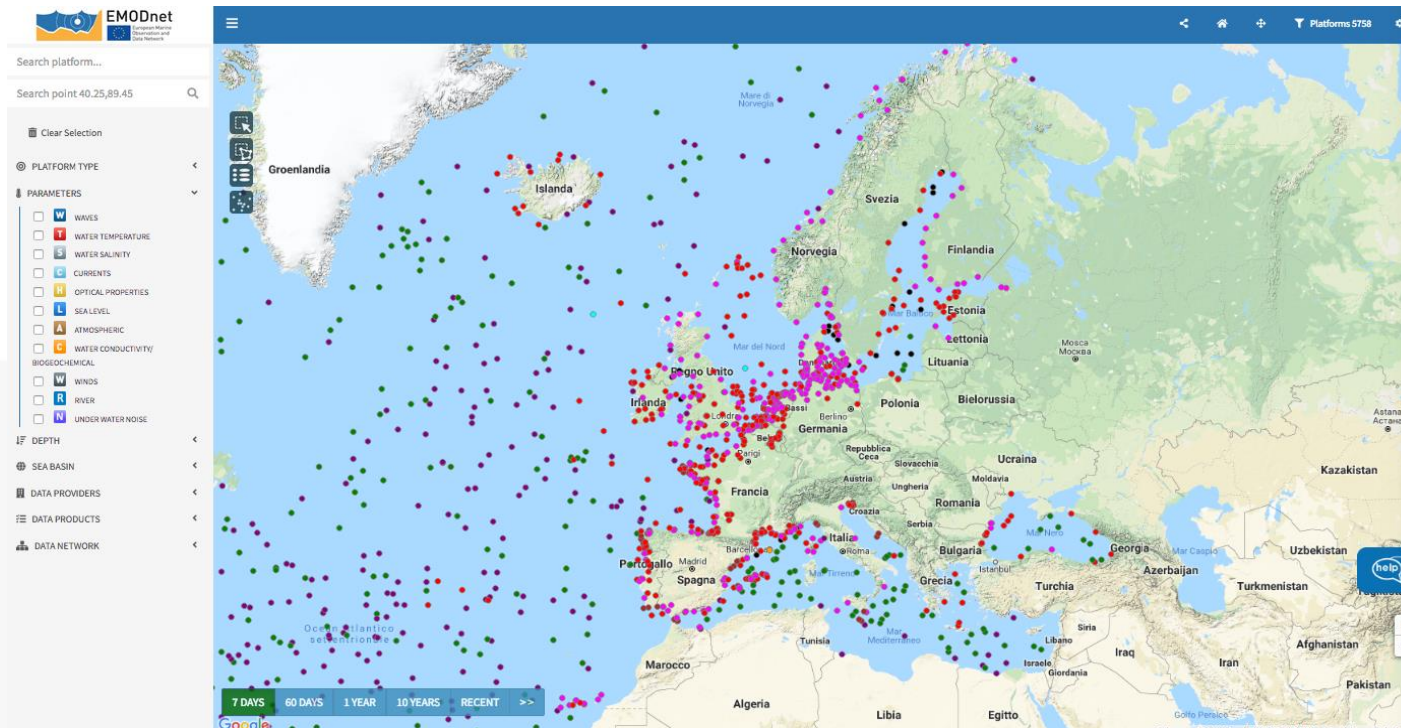 EMODnet
European Marine
Observation and
Data Network
Platforms 5758
Search platform...
Search point 40.25,89.45
Clear Selection
PLATFORM TYPE
PARAMETERS
W WAVES
T WATER TEMPERATURE
S WATER SALINITY
C CURRENTS
H OPTICAL PROPERTIES
L SEA LEVEL
A ATMOSPHERIC
C WATER CONDUCTIVITY/
BIOGEOCHEMICAL
W WINDS
R RIVER
N UNDER WATER NOISE
DEPTH
SEA BASIN
DATA PROVIDERS
DATA PRODUCTS
DATA NETWORK
Mare di
Norvegia
Groenlandia
Islanda
Svezia
Norvegia
Finlandia
Mar Baltico
Estonia
Lettonia
Mosca
Москва
Mar del Nord
Lituania
Regno Unito
Irlanda
Polonia
Bielorussia
Berlino
Germania
Astana
Parigi
Repubblica
Ceca
Slovacchia
Ucraina
Kazakistan
Austria
Ungheria
Moldavia
Francia
Romania
Croazia
Serbia
Italia
Roma
Bulgaria
Mar Nero
Georgia
Mar Caspio
Uzbekistan
Barcellona
Portogallo
Madrid
Spagna
Mar Tirreno
Istanbul
Azerbaijan
help
Grecia
Turchia
Turkmenistan
Oceano Atlantico
settentrionale
Tunisia
Mar
Mediterraneo
Siria
Libano
Iraq
Afghanistan
Marocco
Israele
Giordania
Iran
Pakistan
7 DAYS
60 DAYS
1 YEAR
10 YEARS
RECENT
>>
Algeria
Libia
Egitto
Golfo Persico
Google